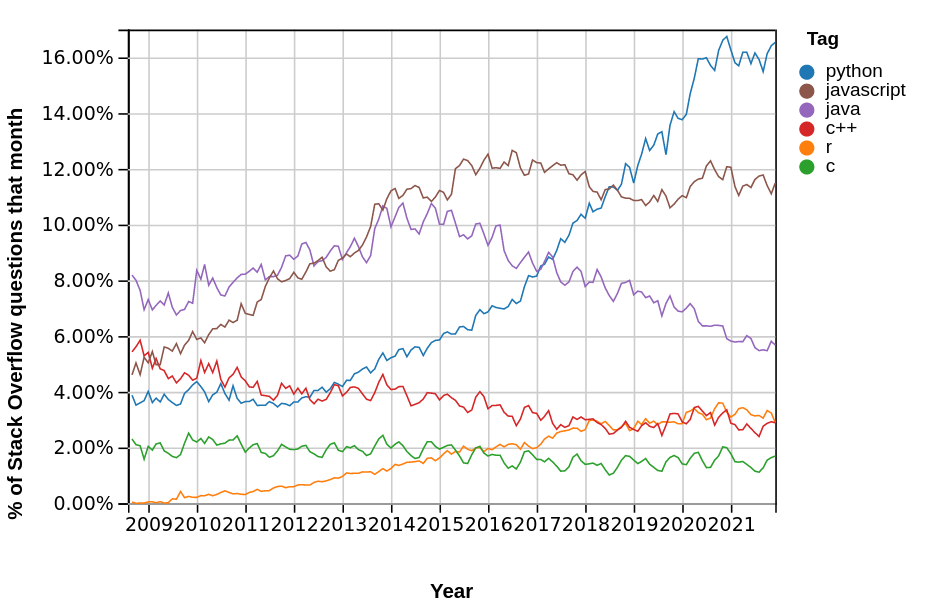 % of Stack Overflow questions that month
16.00%
14.00%
12.00%
10.00%
8.00%
6.00%
4.00%
2.00%
0.00%
2009 2010 2011 2012 2013 2014 2015 2016 2017 2018 2019 2020 2021
Year
Tag
python
javascript
java
c++
r
c